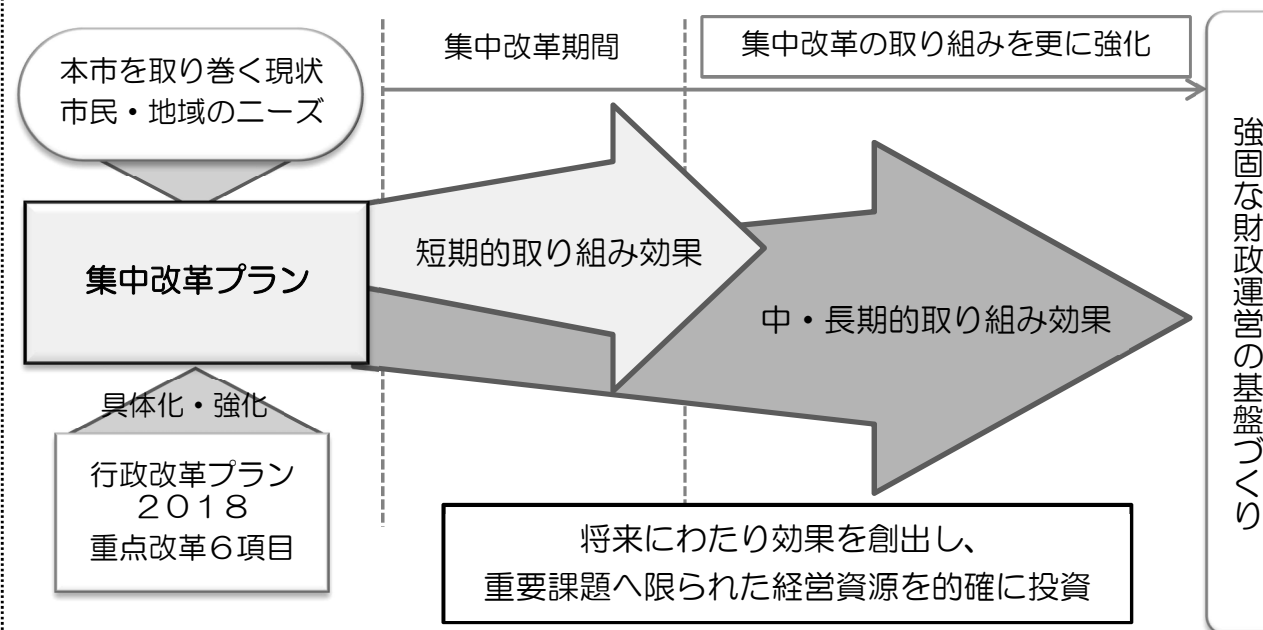 本市を取り巻く現状
市民・地域のニーズ
集中改革期間
集中改革の取り組みを更に強化
集中改革プラン
短期的取り組み効果
中・長期的取り組み効果
具体化・強化
行政改革プラン
２０１８
重点改革６項目
将来にわたり効果を創出し、
重要課題へ限られた経営資源を的確に投資
強固な財政運営の基盤づくり